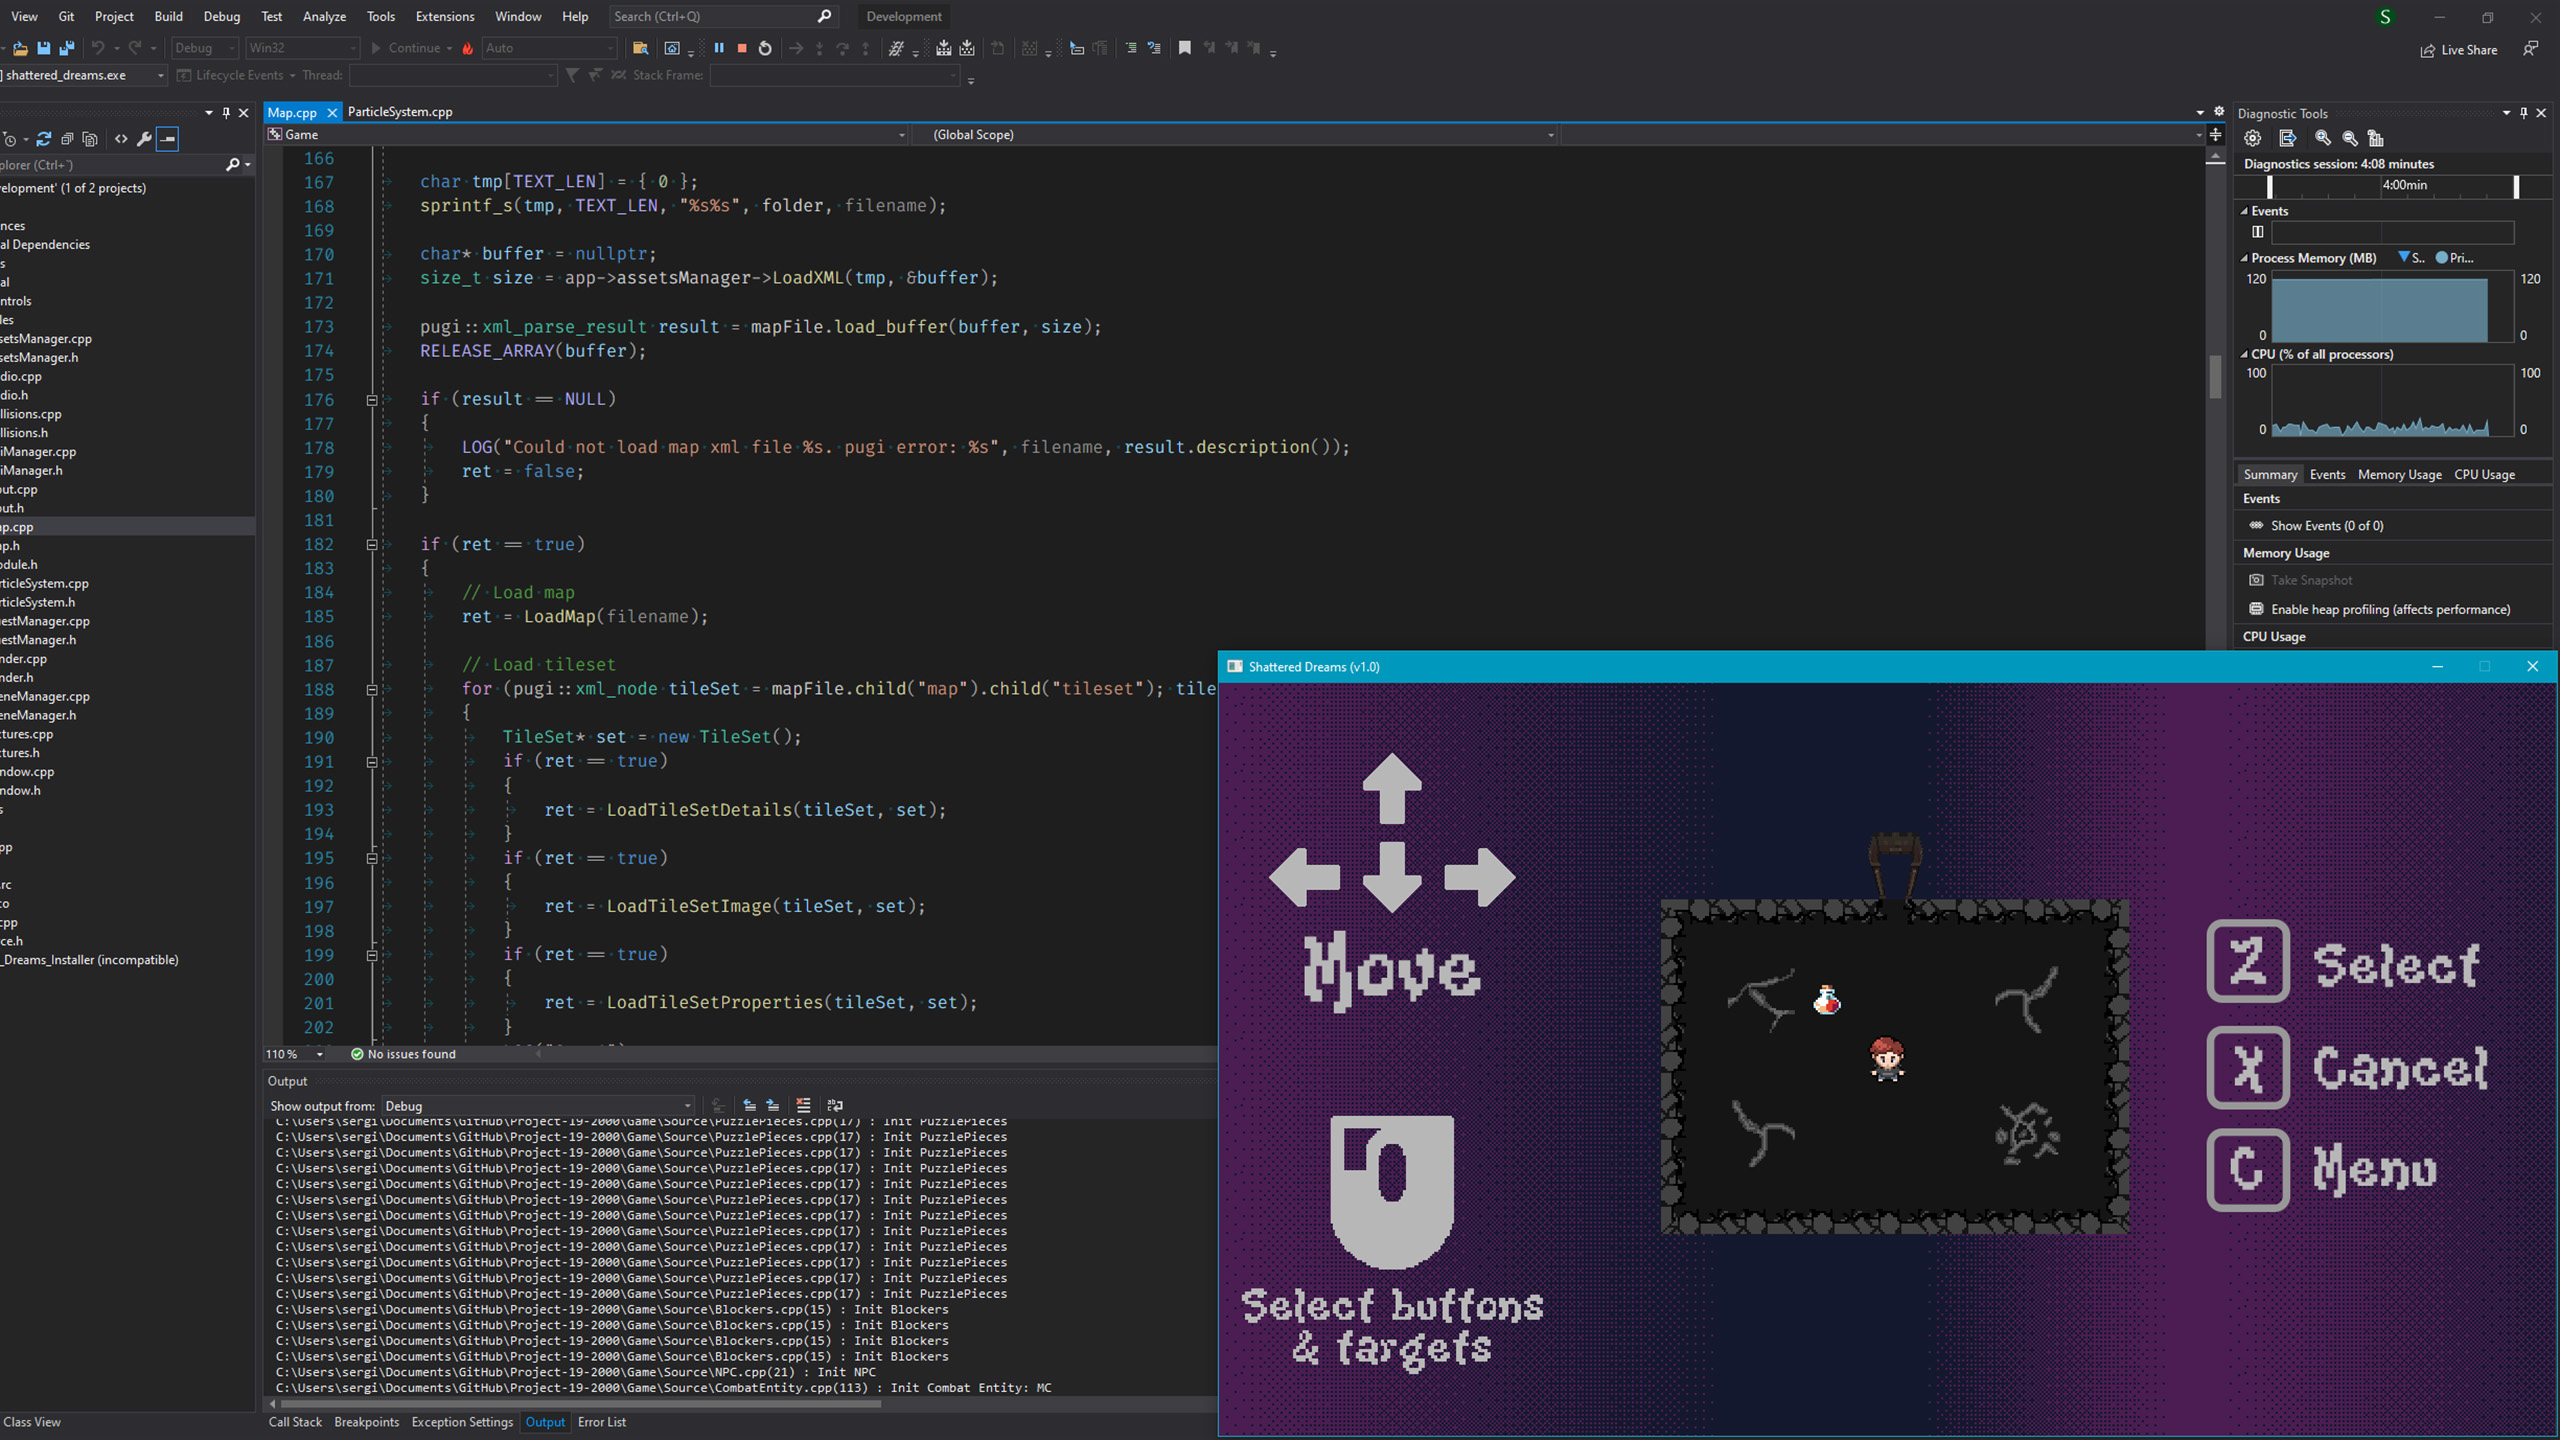 View Git Project Build Debug Test Analyze Tools Extensions Window Help Search (Ctrl+Q) Development S
Debug Win32 Continue Auto Live Share
shattered_dreams.exe Lifecycle Events Thread: Stack Frame:
Map.cpp ParticleSystem.cpp
Game (Global Scope)
plorer (Ctrl+¨)
velopment' (1 of 2 projects)
nces
al Dependencies
s
al
ntrols
les
ssetsManager.cpp
ssetsManager.h
dio.cpp
dio.h
llisions.cpp
llisions.h
iManager.cpp
iManager.h
out.cpp
out.h
ap.cpp
ap.h
odule.h
rticleSystem.cpp
rticleSystem.h
uestManager.cpp
uestManager.h
nder.cpp
nder.h
eneManager.cpp
eneManager.h
ctures.cpp
ctures.h
ndow.cpp
ndow.h
s
pp
.rc
co
cpp
ce.h
_Dreams_Installer (incompatible)
Class View
166
167 char tmp[TEXT_LEN] = { 0 };
168 sprintf_s(tmp, TEXT_LEN, "%s%s", folder, filename);
169
170 char* buffer = nullptr;
171 size_t size = app->assetsManager->LoadXML(tmp, &buffer);
172
173 pugi::xml_parse_result result = mapFile.load_buffer(buffer, size);
174 RELEASE_ARRAY(buffer);
175
176 if (result == NULL)
177 {
178 LOG("Could not load map xml file %s. pugi error: %s", filename, result.description());
179 ret = false;
180 }
181
182 if (ret == true)
183 {
184 // Load map
185 ret = LoadMap(filename);
186
187 // Load tileset
188 for (pugi::xml_node tileSet = mapFile.child("map").child("tileset"); tile
189 {
190 TileSet* set = new TileSet();
191 if (ret == true)
192 {
193 ret = LoadTileSetDetails(tileSet, set);
194 }
195 if (ret == true)
196 {
197 ret = LoadTileSetImage(tileSet, set);
198 }
199 if (ret == true)
200 {
201 ret = LoadTileSetProperties(tileSet, set);
202 }
110 % No issues found
Output
Show output from: Debug
C:\Users\sergi\Documents\GitHub\Project-19-2000\Game\Source\PuzzlePieces.cpp(17) : Init PuzzlePieces
C:\Users\sergi\Documents\GitHub\Project-19-2000\Game\Source\PuzzlePieces.cpp(17) : Init PuzzlePieces
C:\Users\sergi\Documents\GitHub\Project-19-2000\Game\Source\PuzzlePieces.cpp(17) : Init PuzzlePieces
C:\Users\sergi\Documents\GitHub\Project-19-2000\Game\Source\PuzzlePieces.cpp(17) : Init PuzzlePieces
C:\Users\sergi\Documents\GitHub\Project-19-2000\Game\Source\PuzzlePieces.cpp(17) : Init PuzzlePieces
C:\Users\sergi\Documents\GitHub\Project-19-2000\Game\Source\PuzzlePieces.cpp(17) : Init PuzzlePieces
C:\Users\sergi\Documents\GitHub\Project-19-2000\Game\Source\PuzzlePieces.cpp(17) : Init PuzzlePieces
C:\Users\sergi\Documents\GitHub\Project-19-2000\Game\Source\PuzzlePieces.cpp(17) : Init PuzzlePieces
C:\Users\sergi\Documents\GitHub\Project-19-2000\Game\Source\PuzzlePieces.cpp(17) : Init PuzzlePieces
C:\Users\sergi\Documents\GitHub\Project-19-2000\Game\Source\PuzzlePieces.cpp(17) : Init PuzzlePieces
C:\Users\sergi\Documents\GitHub\Project-19-2000\Game\Source\PuzzlePieces.cpp(17) : Init PuzzlePieces
C:\Users\sergi\Documents\GitHub\Project-19-2000\Game\Source\PuzzlePieces.cpp(17) : Init PuzzlePieces
C:\Users\sergi\Documents\GitHub\Project-19-2000\Game\Source\Blockers.cpp(15) : Init Blockers
C:\Users\sergi\Documents\GitHub\Project-19-2000\Game\Source\Blockers.cpp(15) : Init Blockers
C:\Users\sergi\Documents\GitHub\Project-19-2000\Game\Source\Blockers.cpp(15) : Init Blockers
C:\Users\sergi\Documents\GitHub\Project-19-2000\Game\Source\Blockers.cpp(15) : Init Blockers
C:\Users\sergi\Documents\GitHub\Project-19-2000\Game\Source\NPC.cpp(21) : Init NPC
C:\Users\sergi\Documents\GitHub\Project-19-2000\Game\Source\CombatEntity.cpp(113) : Init Combat Entity: MC
Call Stack Breakpoints Exception Settings Output Error List
Diagnostic Tools
Diagnostics session: 4:08 minutes
4:00min
Events
Process Memory (MB) S.. Pri...
120 120
0 0
CPU (% of all processors)
100 100
0 0
Summary Events Memory Usage CPU Usage
Events
Show Events (0 of 0)
Memory Usage
Take Snapshot
Enable heap profiling (affects performance)
CPU Usage
Shattered Dreams (v1.0)
Move
Select buttons
& targets
Z Select
X Cancel
C Menu